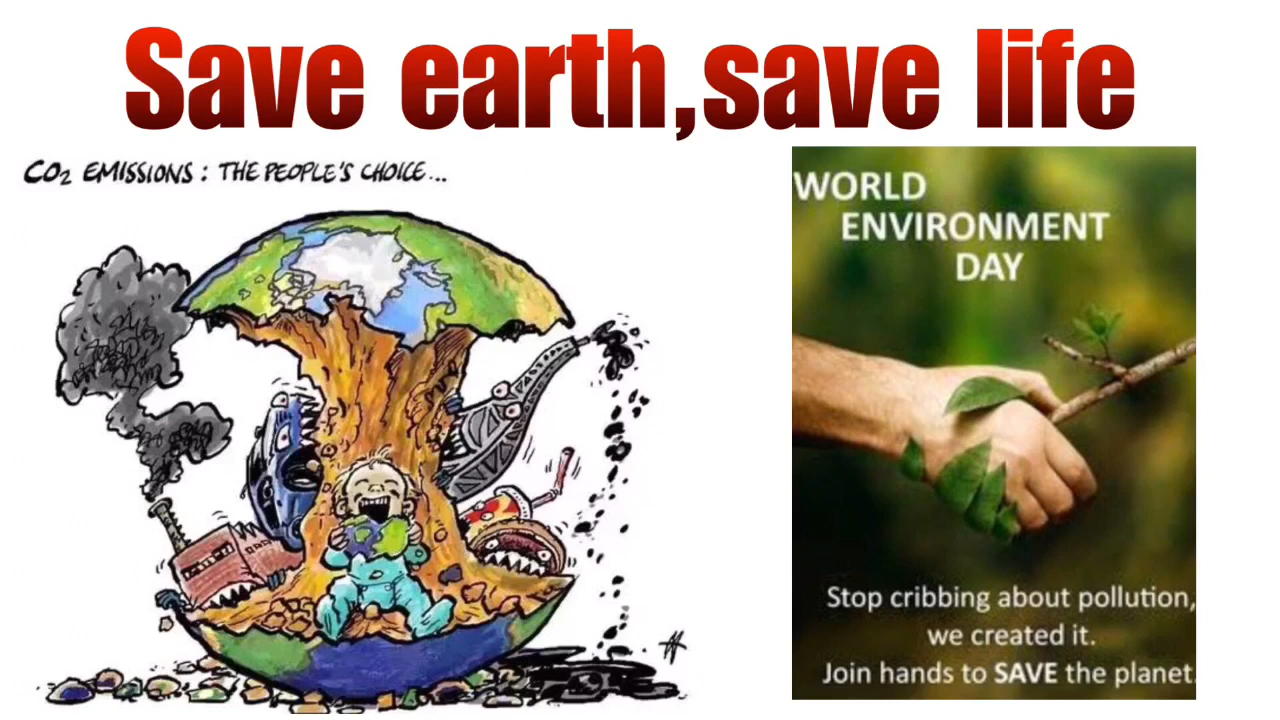 Save earth,save life
CO2 EMISSIONS : THE PEOPLE'S CHOICE...
WORLD
ENVIRONMENT
DAY
Stop cribbing about pollution,
we created it.
Join hands to SAVE the planet.